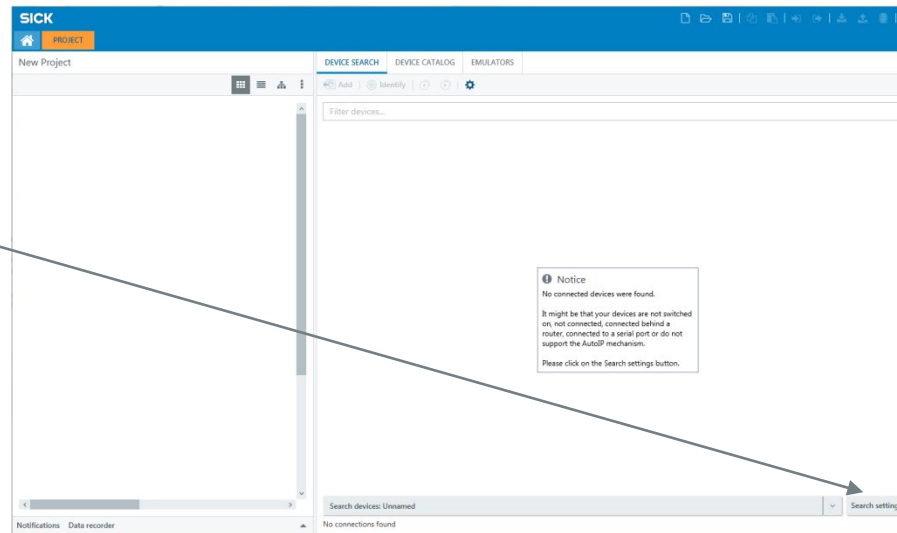 SICK
PROJECT
New Project
DEVICE SEARCH DEVICE CATALOG EMULATORS
Add Identify
Filter devices...
Notice
No connected devices were found.
It might be that your devices are not switched
on, not connected, connected behind a
router, connected to a serial port or do not
support the AutoIP mechanism.
Please click on the Search settings button.
Search devices: Unnamed
Search setting
Notifications Data recorder
No connections found